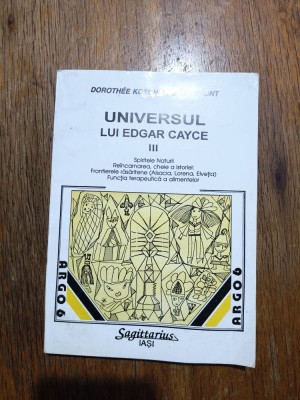 DOROTHÉE
UNIVERSUL
LUI EDGAR CAYCE
III
Spiritele Naturii
Reîncarnarea, cheie a istoriei
Frontierele răsăritene (Alsacia, Lorena, Elveția)
Funcția terapeutică a alimentelor
ARGO 6
ARGO 6
Sagittarius
IAȘI